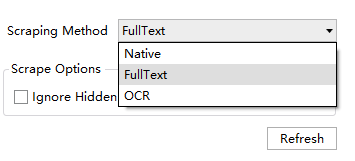 Scraping Method FullText
Native
Scrape Options
FullText
Ignore Hidden
OCR
Refresh